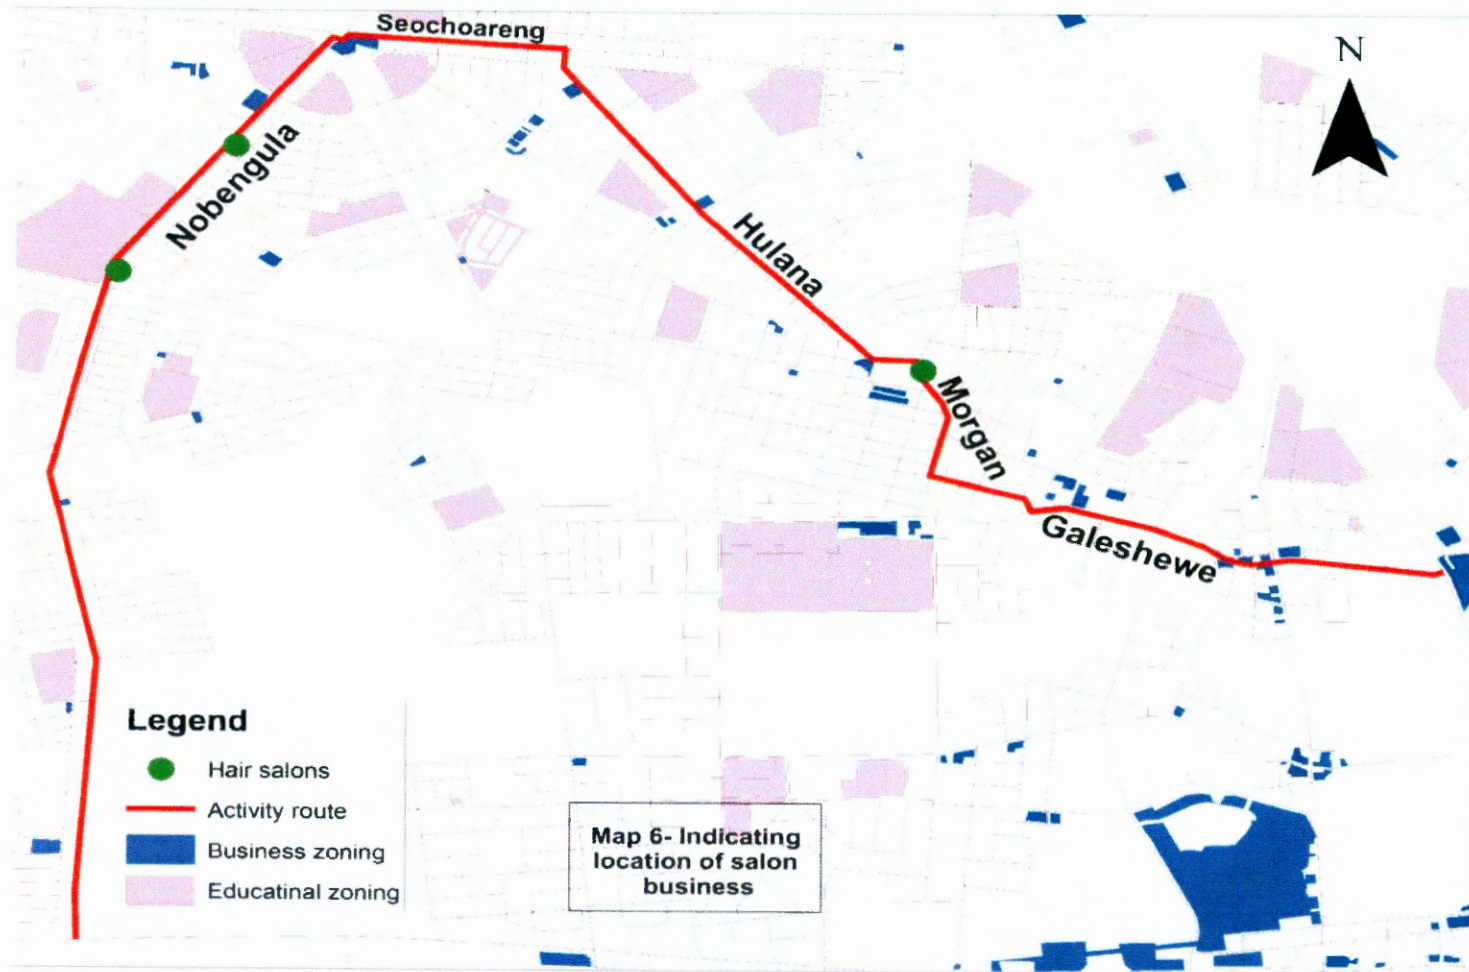 Seochoareng
N
Nobengula
Hulana
Morgan
Galeshewe
Legend
Hair salons
Activity route
Business zoning
Educatinal zoning
Map 6- Indicating
location of salon
business